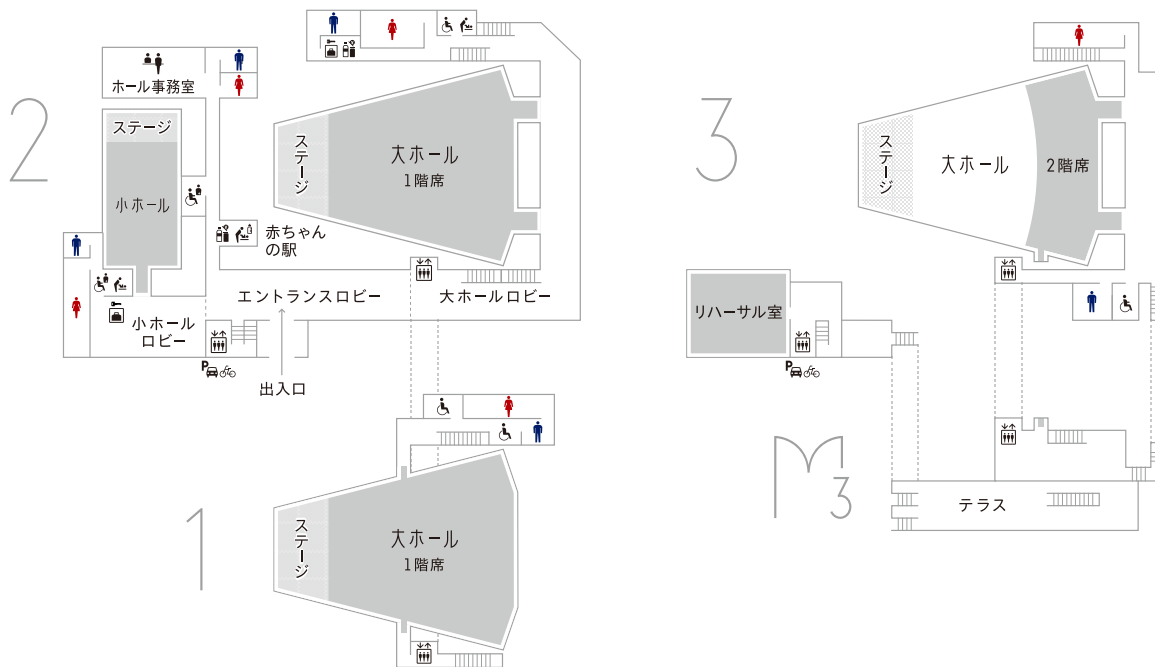 2
ホール事務室
ステージ
小ホール
赤ちゃん
の駅
ステージ
大ホール
1階席
エントランスロビー
大ホールロビー
小ホール
ロビー
P
出入口
1
ステージ
大ホール
1階席
3
ステージ
大ホール
2階席
リハーサル室
P
M3
テラス